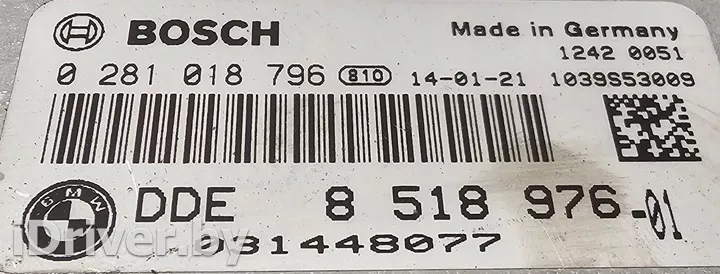 BOSCH
Made in Germany
1242 0051
0 281 018 796 810 14-01-21 1039S53009
BMW DDE 8 518 976-01
081448077
iDriver.by